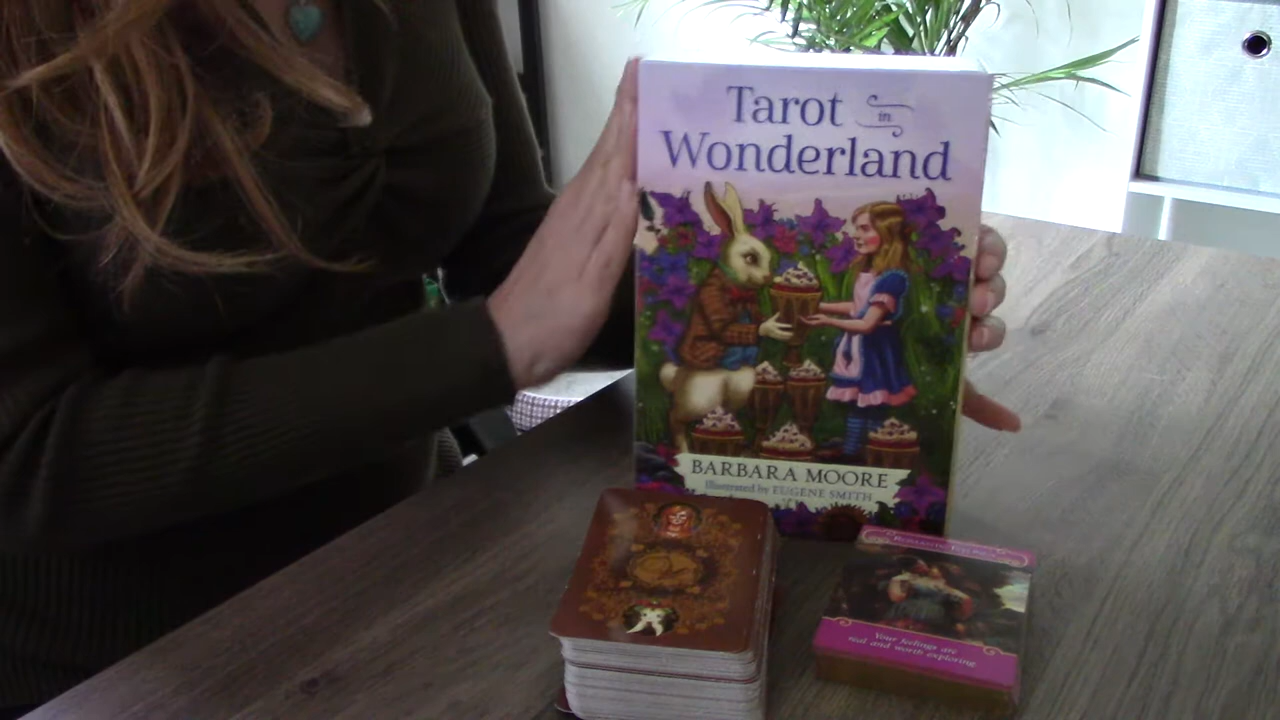 Tarot in
Wonderland
BARBARA MOORE
Illustrated by EUGENE SMITH
Your feelings are
real and worth exploring.